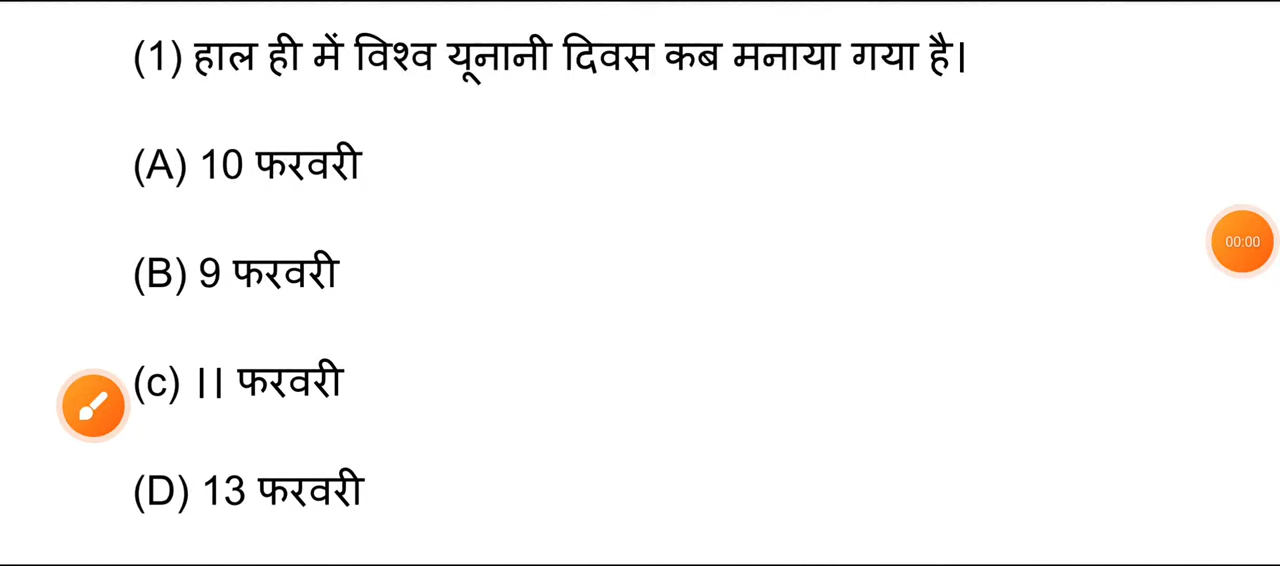 (1) हाल ही में विश्व यूनानी दिवस कब मनाया गया है।
(A) 10 फरवरी
(B) 9 फरवरी
00:00
(c) ।। फरवरी
(D) 13 फरवरी